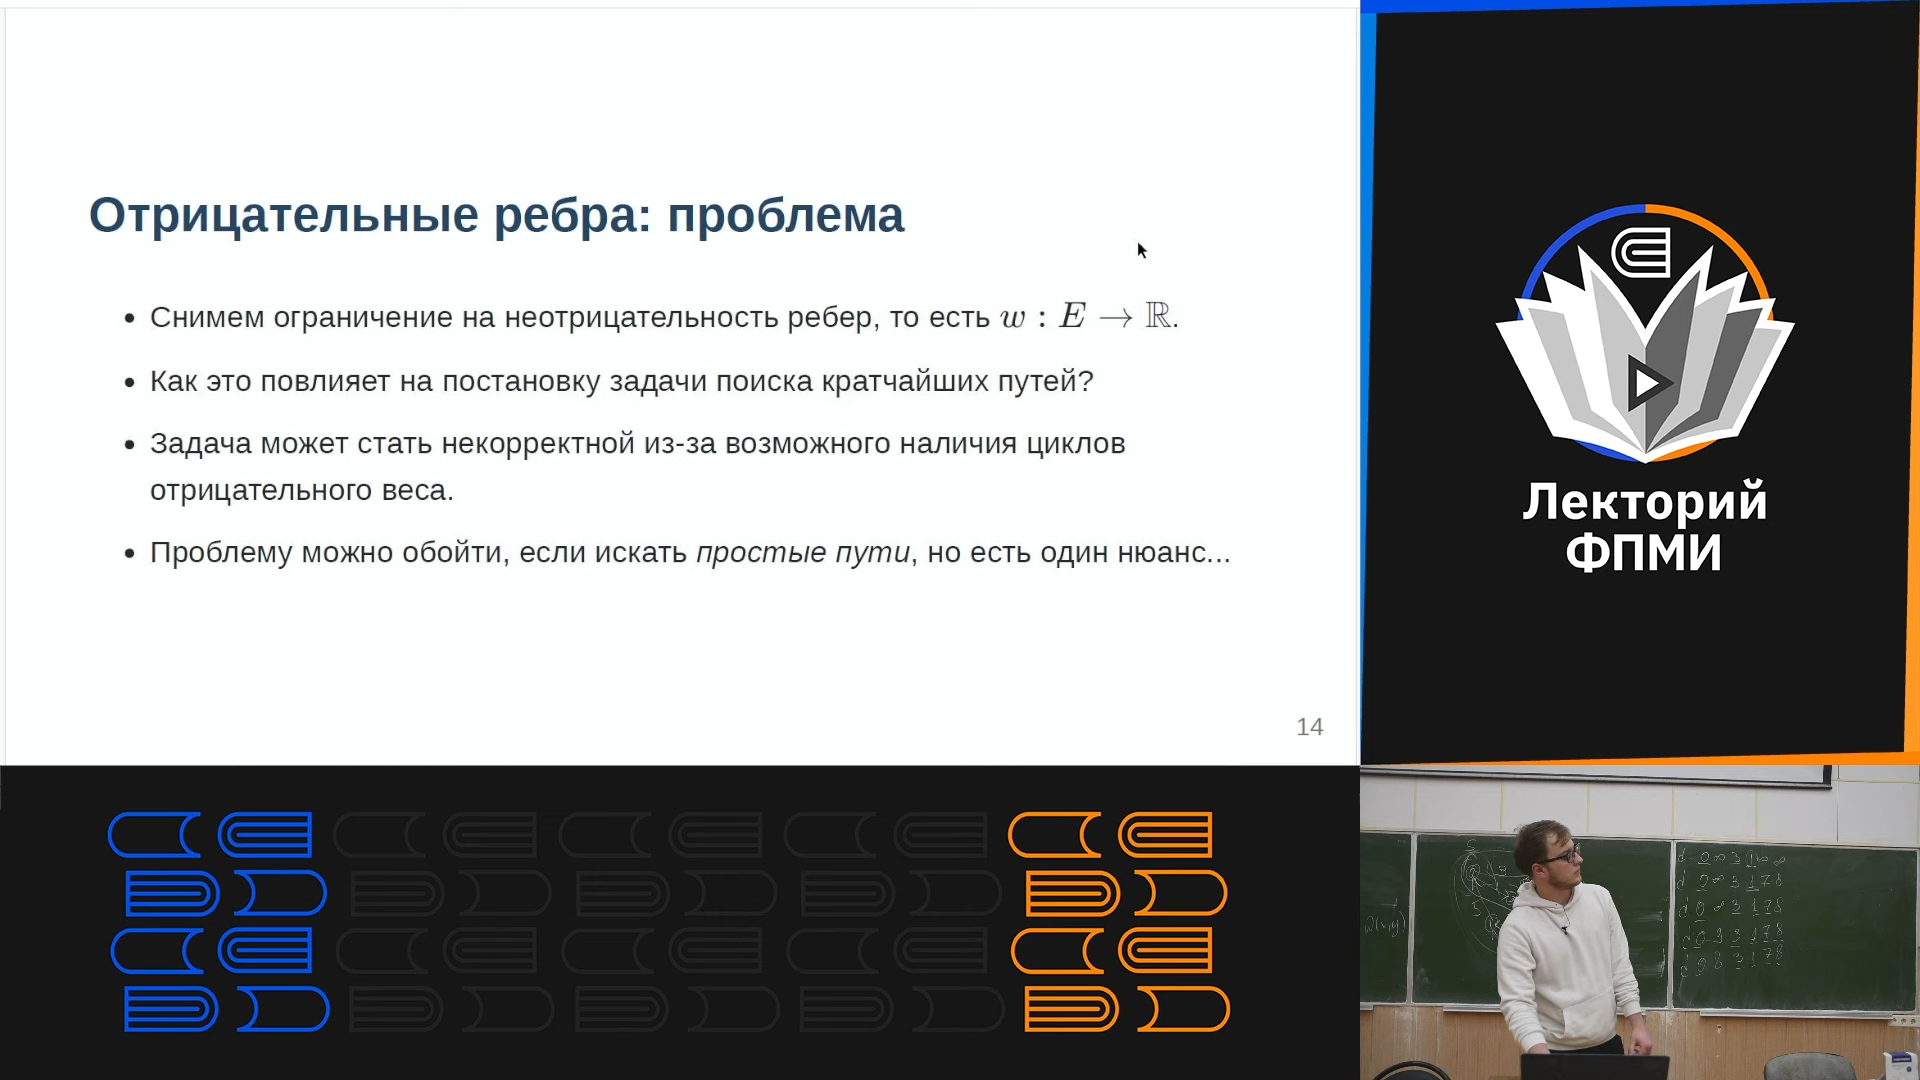 Отрицательные ребра: проблема
• Снимем ограничение на неотрицательность ребер, то есть w : E → ℝ.
• Как это повлияет на постановку задачи поиска кратчайших путей?
• Задача может стать некорректной из-за возможного наличия циклов
отрицательного веса.
• Проблему можно обойти, если искать простые пути, но есть один нюанс...
14
Лекторий
ФПМИ